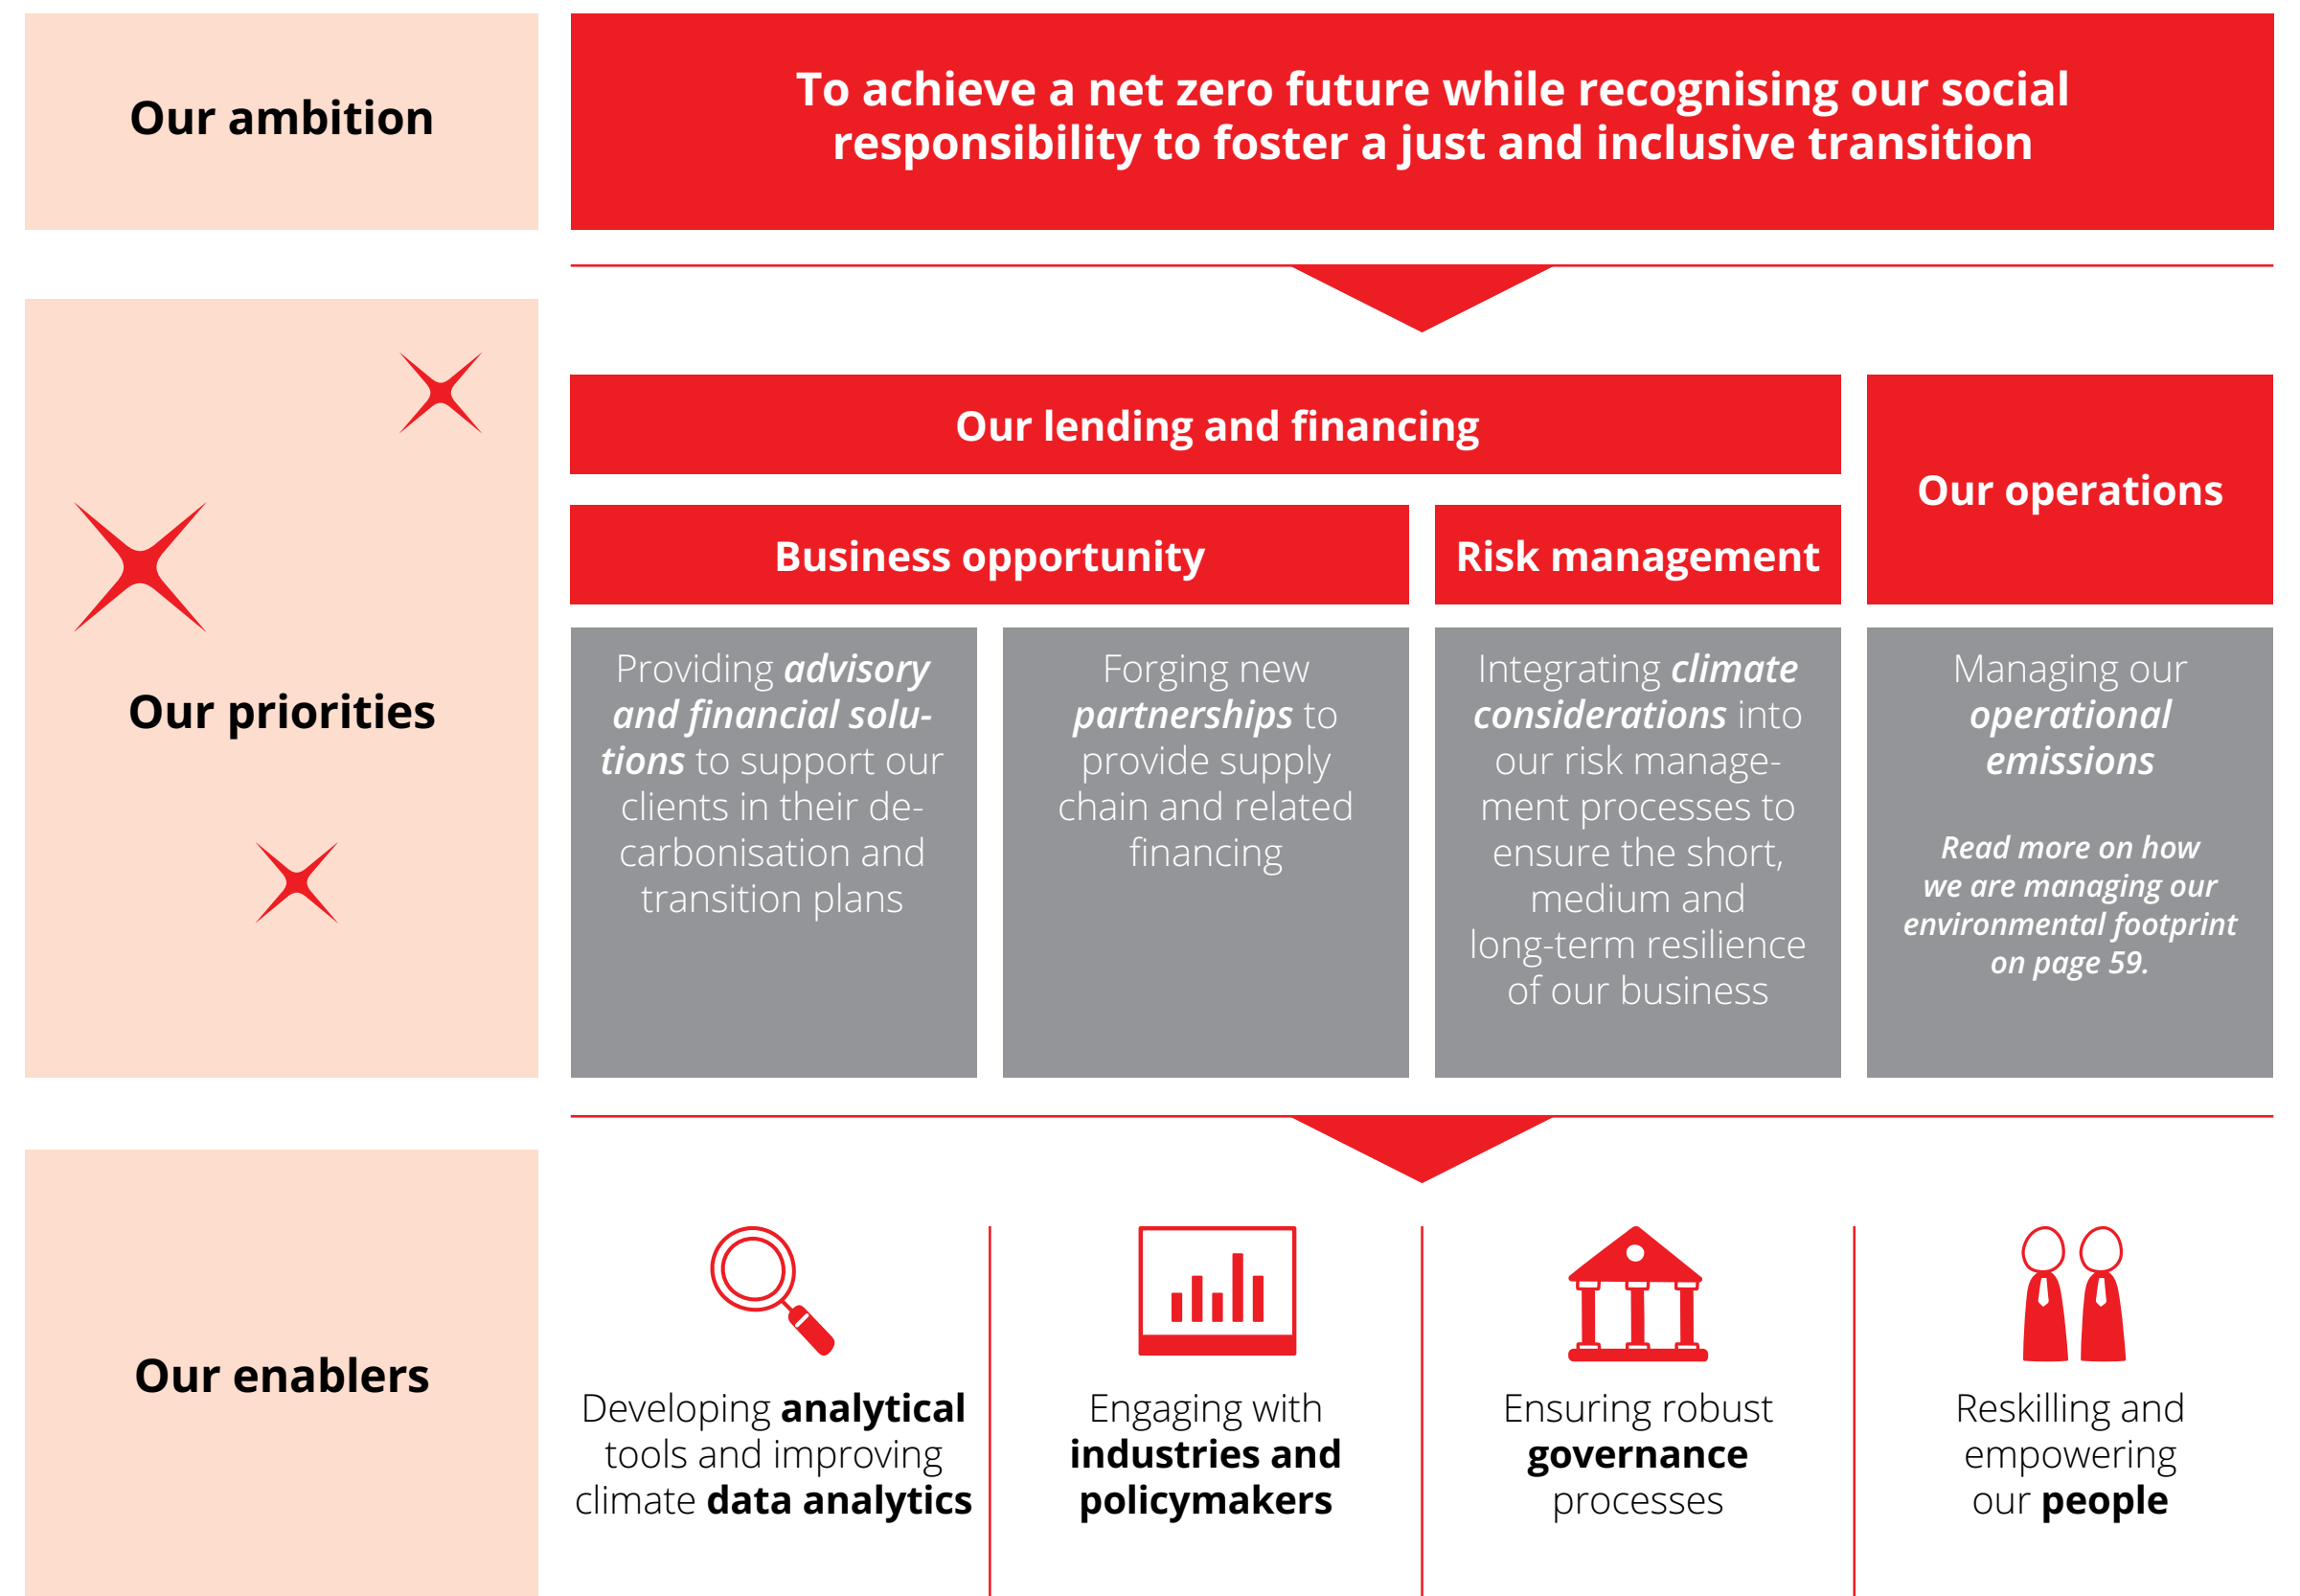 Our ambition
To achieve a net zero future while recognising our social
responsibility to foster a just and inclusive transition
Our priorities
Our lending and financing
Business opportunity
Risk management
Our operations
Providing advisory
and financial solu-
tions to support our
clients in their de-
carbonisation and
transition plans
Forging new
partnerships to
provide supply
chain and related
financing
Integrating climate
considerations into
our risk manage-
ment processes to
ensure the short,
medium and
long-term resilience
of our business
Managing our
operational
emissions
Read more on how
we are managing our
environmental footprint
on page 59.
Our enablers
Developing analytical
tools and improving
climate data analytics
Engaging with
industries and
policymakers
Ensuring robust
governance
processes
Reskilling and
empowering
our people